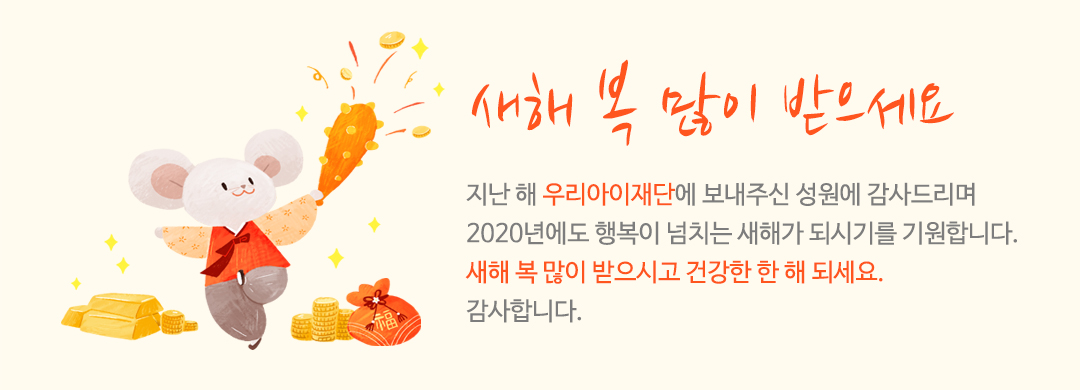 새해 복 많이 받으세요
지난 해 우리아이재단에 보내주신 성원에 감사드리며
2020년에도 행복이 넘치는 새해가 되시기를 기원합니다.
새해 복 많이 받으시고 건강한 한 해 되세요.
감사합니다.
福